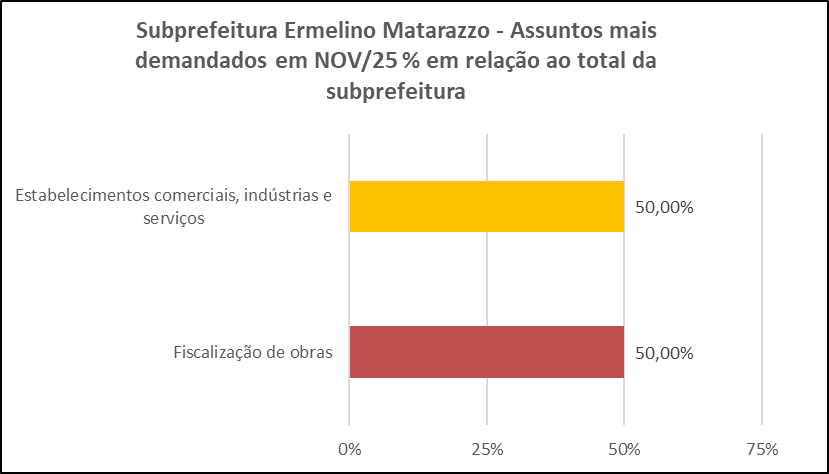 Subprefeitura Ermelino Matarazzo - Assuntos mais
demandados em NOV/25 % em relação ao total da
subprefeitura
Estabelecimentos comerciais, indústrias e
serviços
50,00%
Fiscalização de obras
50,00%
0%
25%
50%
75%